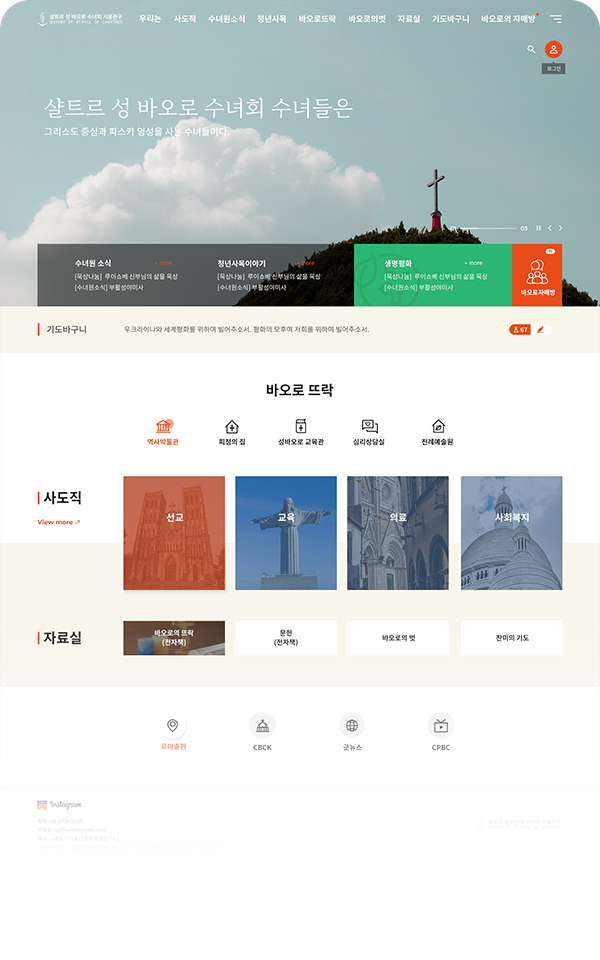 샬트르 성 바오로 수녀회 서울관구
SISTERS OF ST.PAUL OF CHARTRES
우리는 사도직 수녀원소식 청년사목 바오로뜨락 바오로의벗 자료실 기도바구니 바오로의 자매방
로그인
샬트르 성 바오로 수녀회 수녀들은
그리스도 중심과 파스카 영성을 사는 수녀들이다.
03
수녀원 소식 + more
[묵상나눔] 루이쇼베 신부님의 삶을 묵상
[수녀원소식] 부활성야미사
청년사목이야기 + more
[묵상나눔] 루이쇼베 신부님의 삶을 묵상
[수녀원소식] 부활성야미사
생명평화 + more
[묵상나눔] 루이쇼베 신부님의 삶을 묵상
[수녀원소식] 부활성야미사
바오로자매방
기도바구니
우크라이나와 세계평화를 위하여 빌어주소서. 평화의 모후여 저희를 위하여 빌어주소서.
67
바오로 뜨락
역사박물관 피정의 집 성바오로 교육관 심리상담실 전례예술원
사도직
View more ↗
선교 교육 의료 사회복지
자료실
바오로의 뜨락
(전자책)
문헌
(전자책)
바오로의 벗
찬미의 기도
로마총원 CBCK 굿뉴스 CPBC
Instagram